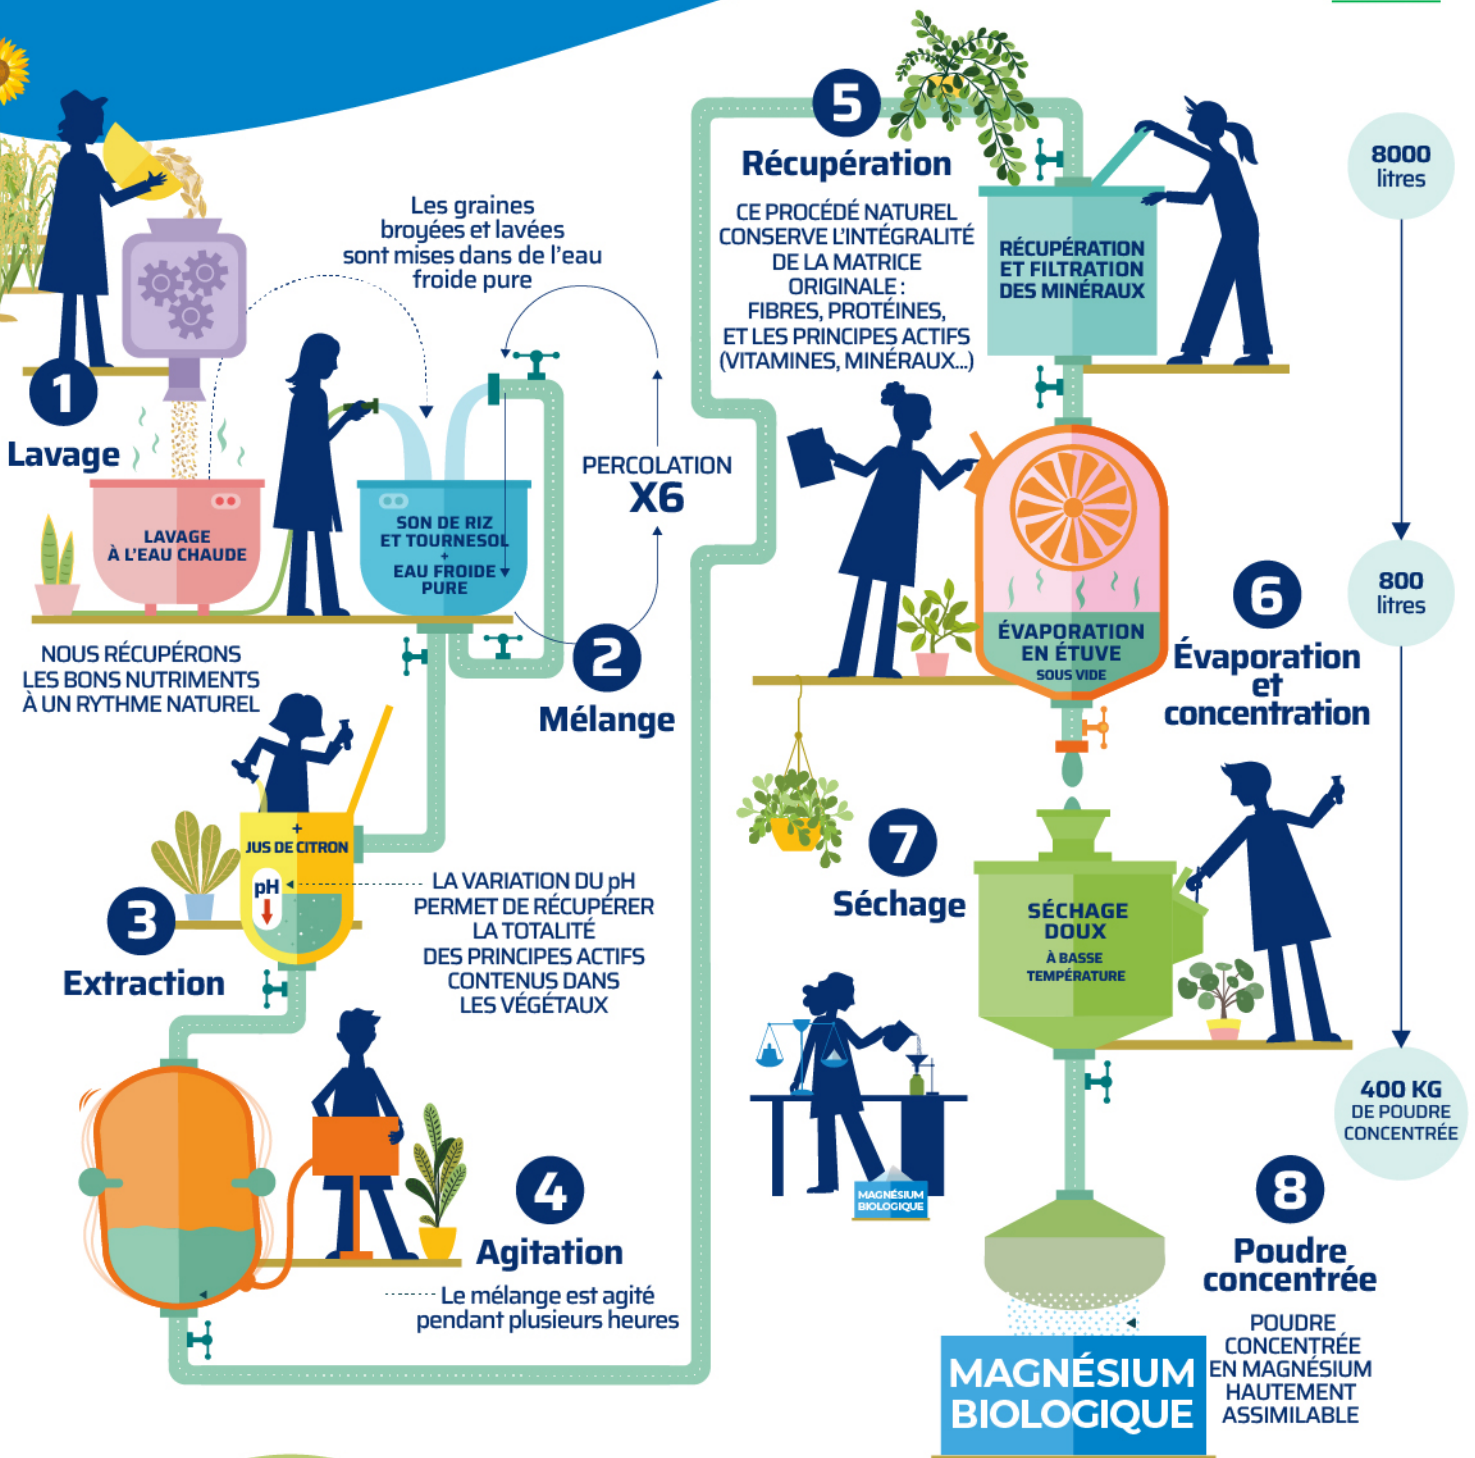 1
Lavage
LAVAGE
À L'EAU CHAUDE
NOUS RÉCUPÉRONS
LES BONS NUTRIMENTS
À UN RYTHME NATUREL
Les graines
broyées et lavées
sont mises dans de l'eau
froide pure
SON DE RIZ
ET TOURNESOL
+
EAU FROIDE
PURE
PERCOLATION
X6
2
Mélange
+
JUS DE CITRON
pH
3
Extraction
LA VARIATION DU pH
PERMET DE RÉCUPÉRER
LA TOTALITÉ
DES PRINCIPES ACTIFS
CONTENUS DANS
LES VÉGÉTAUX
4
Agitation
Le mélange est agité
pendant plusieurs heures
5
Récupération
CE PROCÉDÉ NATUREL
CONSERVE L'INTÉGRALITÉ
DE LA MATRICE
ORIGINALE :
FIBRES, PROTÉINES,
ET LES PRINCIPES ACTIFS
(VITAMINES, MINÉRAUX...)
RÉCUPÉRATION
ET FILTRATION
DES MINÉRAUX
8000
litres
ÉVAPORATION
EN ÉTUVE
SOUS VIDE
6
Évaporation
et
concentration
800
litres
7
Séchage
SÉCHAGE
DOUX
À BASSE
TEMPÉRATURE
400 KG
DE POUDRE
CONCENTRÉE
MAGNÉSIUM
BIOLOGIQUE
8
Poudre
concentrée
POUDRE
CONCENTRÉE
EN MAGNÉSIUM
HAUTEMENT
ASSIMILABLE
MAGNÉSIUM
BIOLOGIQUE